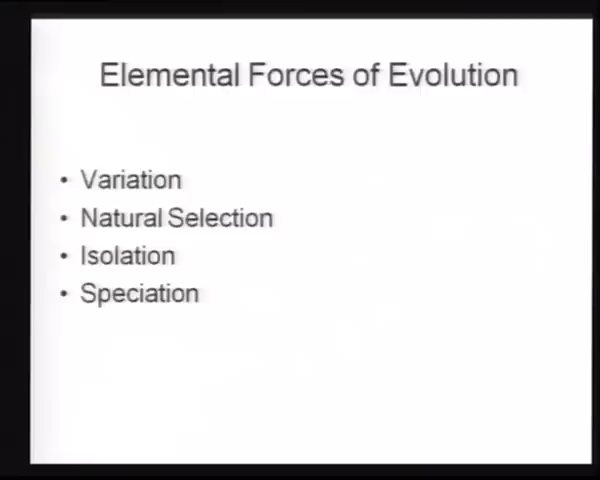 Elemental Forces of Evolution
• Variation
• Natural Selection
• Isolation
• Speciation